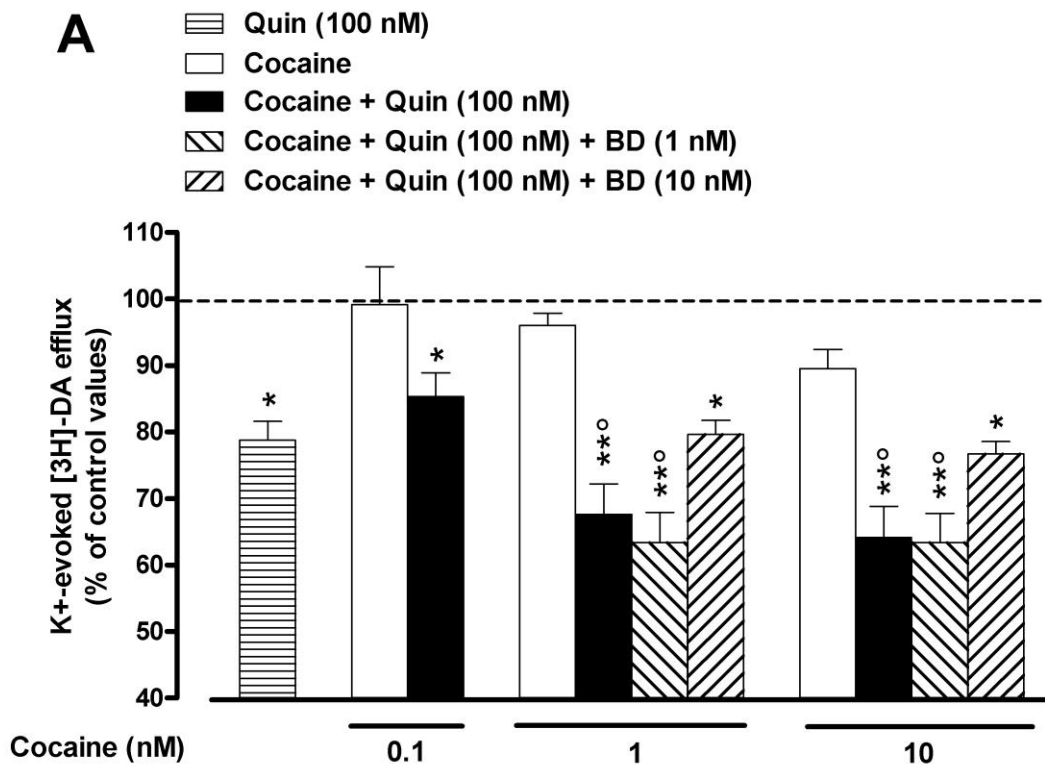 A
Quin (100 nM)
Cocaine
Cocaine + Quin (100 nM)
Cocaine + Quin (100 nM) + BD (1 nM)
Cocaine + Quin (100 nM) + BD (10 nM)
K+-evoked [3H]-DA efflux
(% of control values)
110
100
90
80
70
60
50
40
*
*
**°
**°
*
**°
**°
*
Cocaine (nM)
0.1
1
10